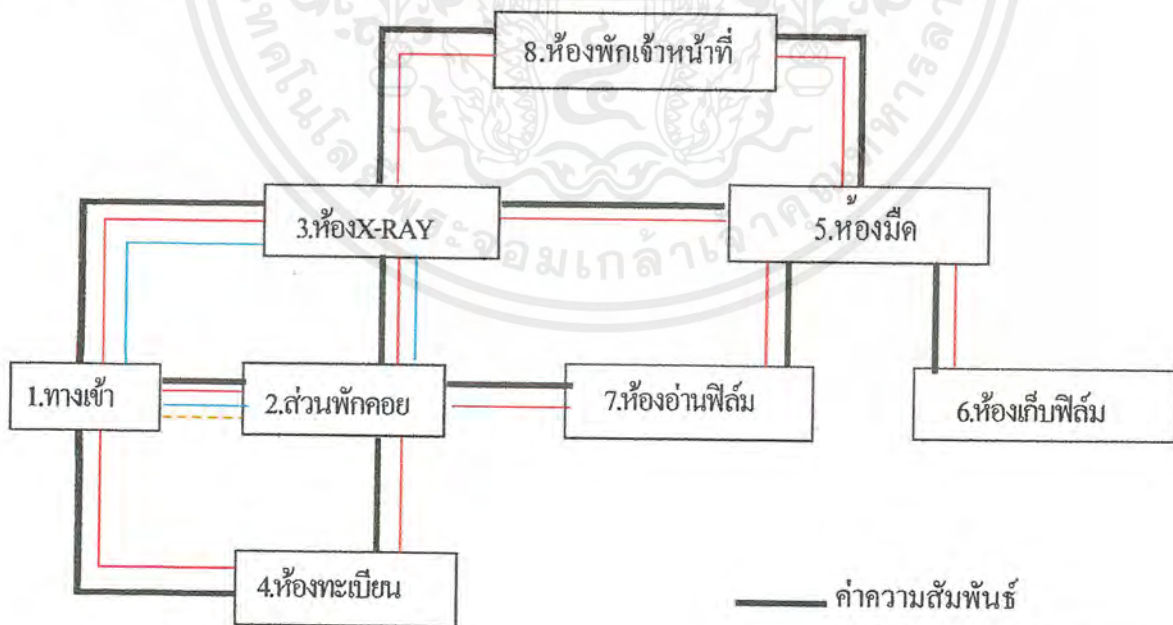 8.ห้องพักเจ้าหน้าที่
3.ห้องX-RAY
5.ห้องมืด
1.ทางเข้า
2.ส่วนพักคอย
7.ห้องอ่านฟิล์ม
6.ห้องเก็บฟิล์ม
4.ห้องทะเบียน
ค่าความสัมพันธ์